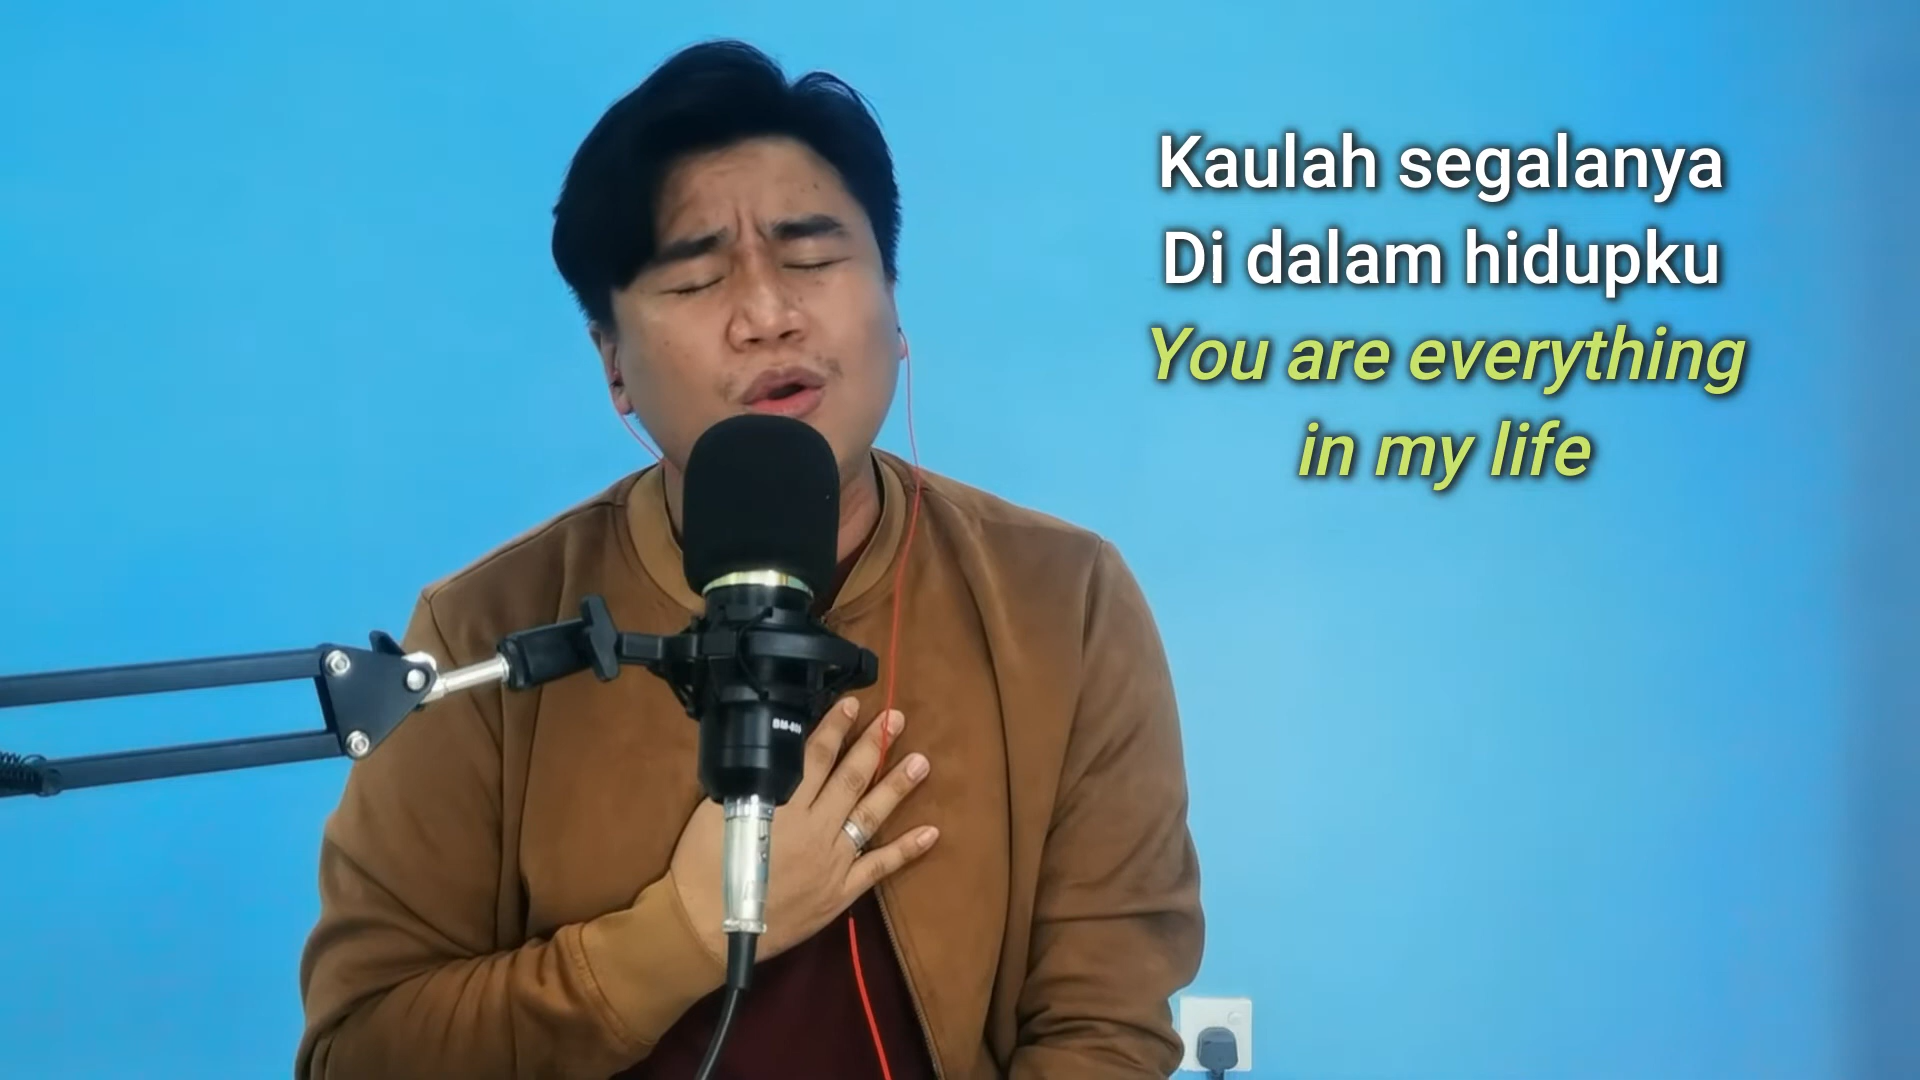 Kaulah segalanya
Di dalam hidupku
You are everything
in my life